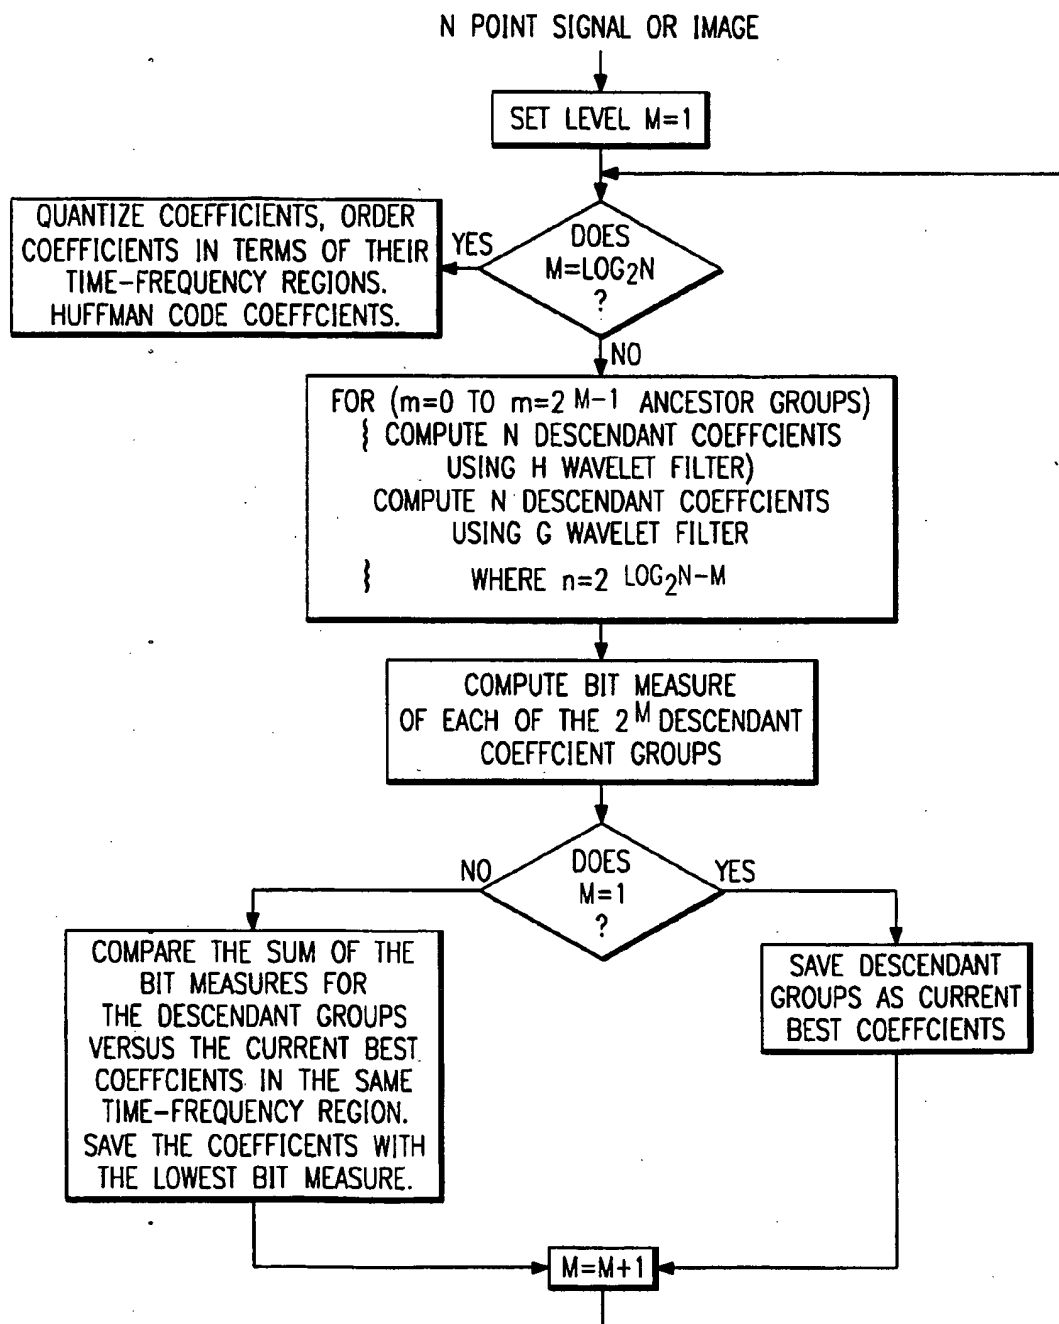 N POINT SIGNAL OR IMAGE
SET LEVEL M=1
QUANTIZE COEFFICIENTS, ORDER
COEFFICIENTS IN TERMS OF THEIR
TIME-FREQUENCY REGIONS.
HUFFMAN CODE COEFFCIENTS.
YES
DOES
M=LOG2N
?
NO
FOR (m=0 TO m=2 M-1 ANCESTOR GROUPS)
{ COMPUTE N DESCENDANT COEFFCIENTS
USING H WAVELET FILTER)
COMPUTE N DESCENDANT COEFFCIENTS
USING G WAVELET FILTER
} WHERE n=2 LOG2N-M
COMPUTE BIT MEASURE
OF EACH OF THE 2 M DESCENDANT
COEFFCIENT GROUPS
NO
DOES
M=1
?
YES
COMPARE THE SUM OF THE
BIT MEASURES FOR
THE DESCENDANT GROUPS
VERSUS THE CURRENT BEST
COEFFCIENTS IN THE SAME
TIME-FREQUENCY REGION.
SAVE THE COEFFICENTS WITH
THE LOWEST BIT MEASURE.
SAVE DESCENDANT
GROUPS AS CURRENT
BEST COEFFCIENTS
M=M+1